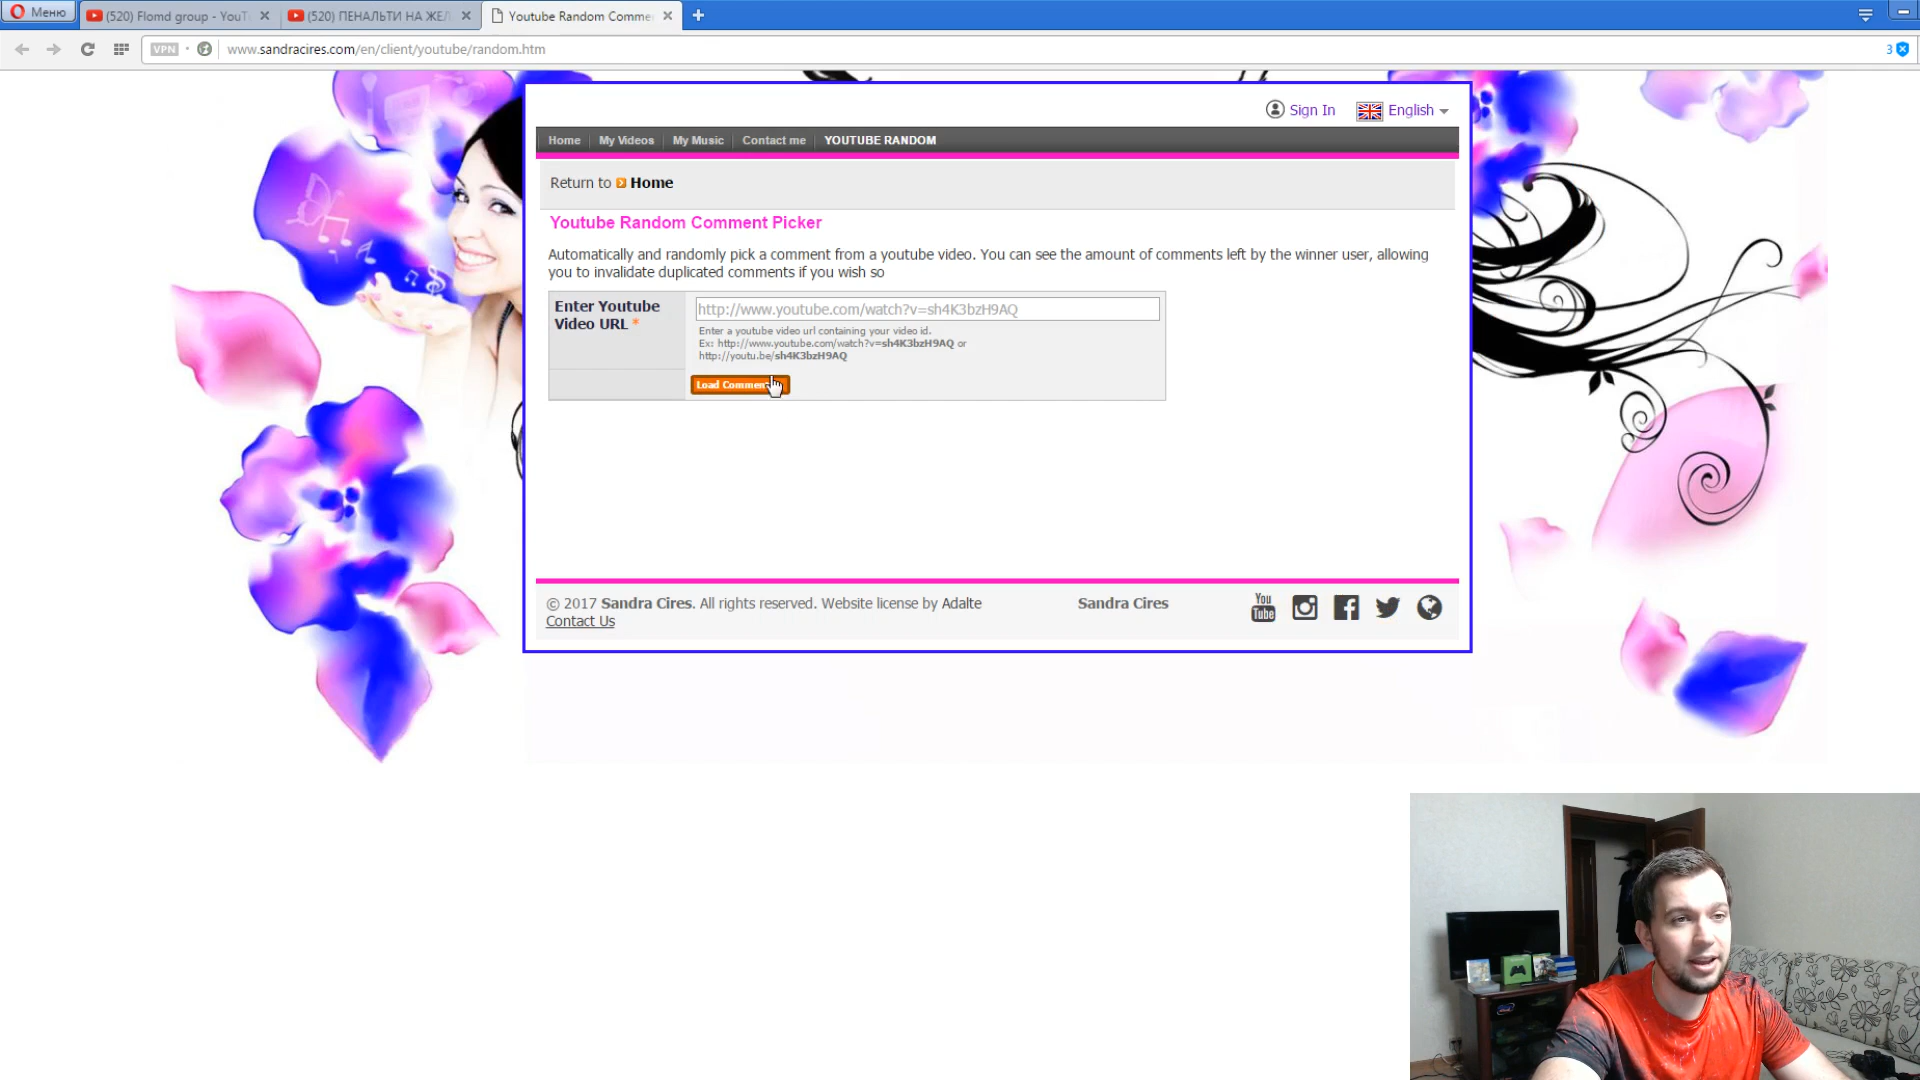 Меню
(520) Flomd group - YouT
(520) ПЕНАЛЬТИ НА ЖЕЛ
Youtube Random Comme
VPN
www.sandracires.com/en/client/youtube/random.htm
3
Sign In
English
Home
My Videos
My Music
Contact me
YOUTUBE RANDOM
Return to Home
Youtube Random Comment Picker
Automatically and randomly pick a comment from a youtube video. You can see the amount of comments left by the winner user, allowing
you to invalidate duplicated comments if you wish so
Enter Youtube
Video URL *
http://www.youtube.com/watch?v=sh4K3bzH9AQ
Enter a youtube video url containing your video id.
Ex: http://www.youtube.com/watch?v=sh4K3bzH9AQ or
http://youtu.be/sh4K3bzH9AQ
Load Commen
© 2017 Sandra Cires. All rights reserved. Website license by Adalte
Contact Us
Sandra Cires
You
Tube